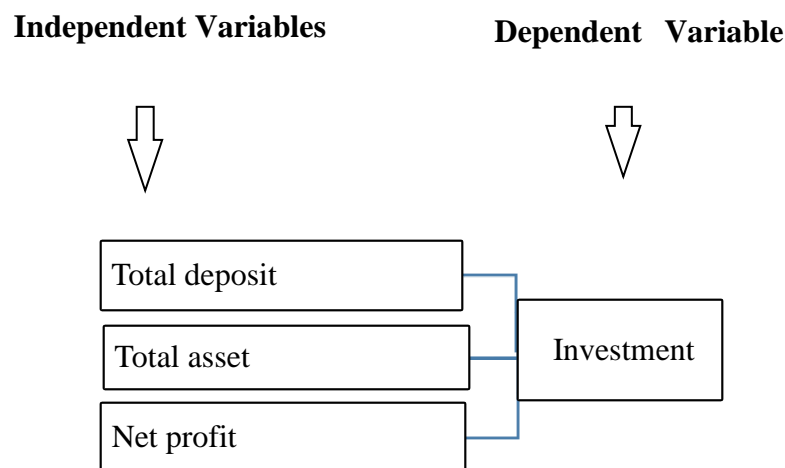 Independent Variables
Dependent Variable
Total deposit
Total asset
Investment
Net profit